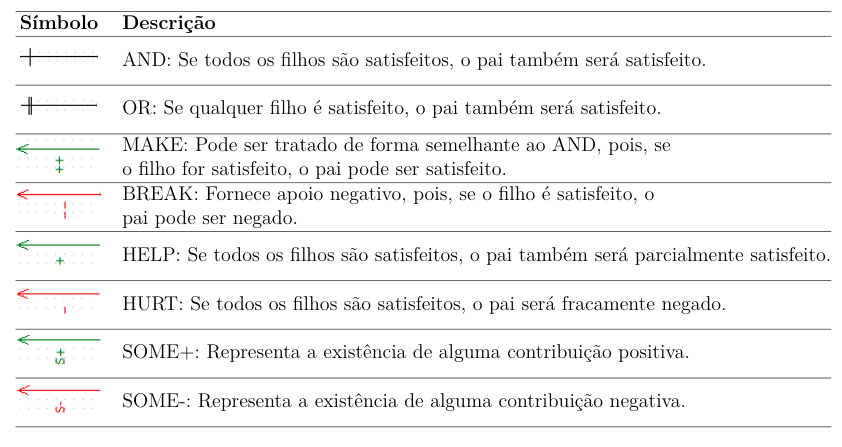 Símbolo Descrição
AND: Se todos os filhos são satisfeitos, o pai também será satisfeito.
OR: Se qualquer filho é satisfeito, o pai também será satisfeito.
MAKE: Pode ser tratado de forma semelhante ao AND, pois, se
o filho for satisfeito, o pai pode ser satisfeito.
++
BREAK: Fornece apoio negativo, pois, se o filho é satisfeito, o
pai pode ser negado.
--
HELP: Se todos os filhos são satisfeitos, o pai também será parcialmente satisfeito.
+
HURT: Se todos os filhos são satisfeitos, o pai será fracamente negado.
-
SOME+: Representa a existência de alguma contribuição positiva.
S+
SOME-: Representa a existência de alguma contribuição negativa.
S-